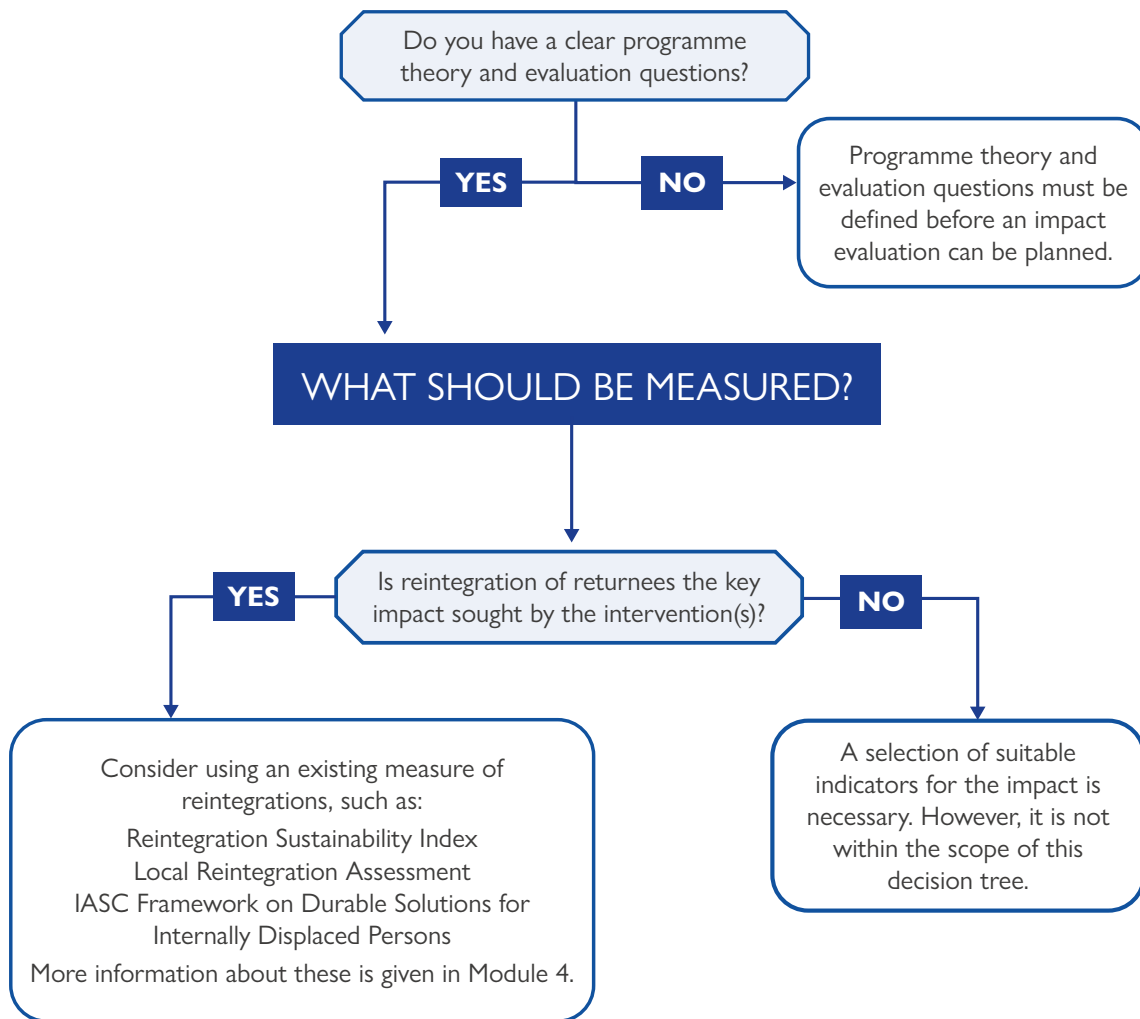 Do you have a clear programme
theory and evaluation questions?
YES
NO
Programme theory and
evaluation questions must be
defined before an impact
evaluation can be planned.
WHAT SHOULD BE MEASURED?
Is reintegration of returnees the key
impact sought by the intervention(s)?
YES
NO
Consider using an existing measure of
reintegrations, such as:
Reintegration Sustainability Index
Local Reintegration Assessment
IASC Framework on Durable Solutions for
Internally Displaced Persons
More information about these is given in Module 4.
A selection of suitable
indicators for the impact is
necessary. However, it is not
within the scope of this
decision tree.